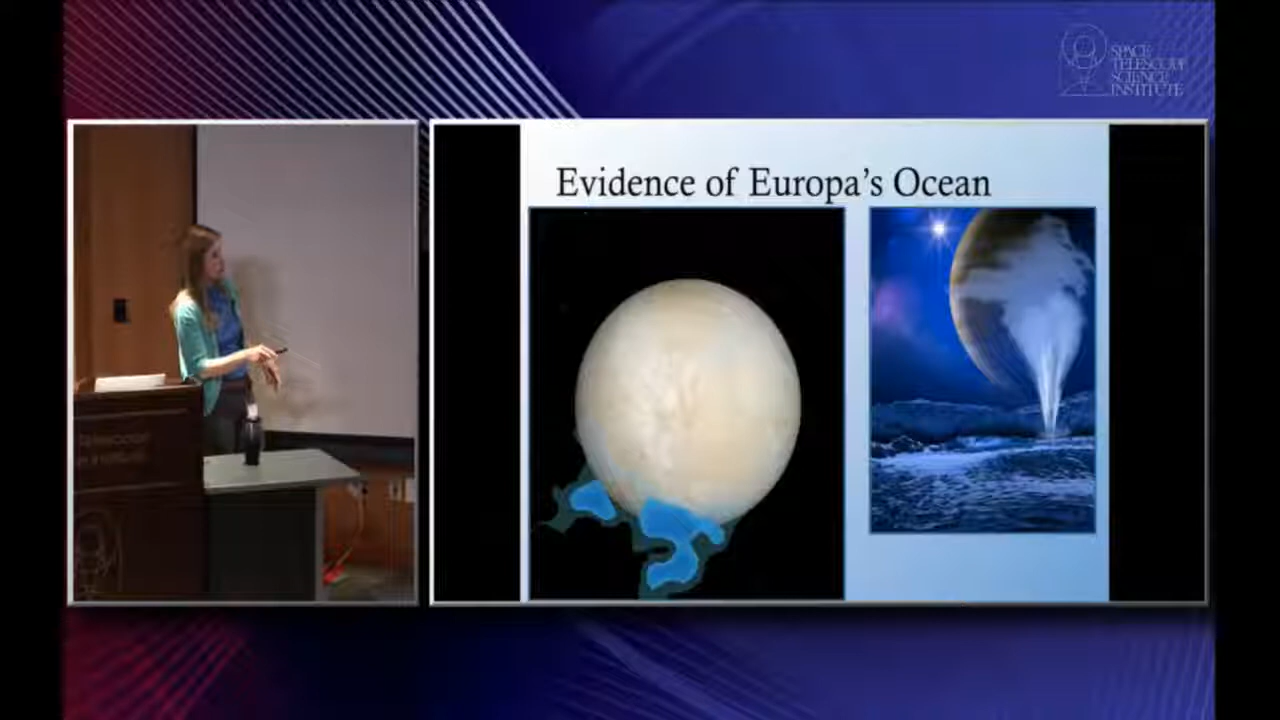 SPACE
TELESCOPE
SCIENCE
INSTITUTE
Evidence of Europa's Ocean